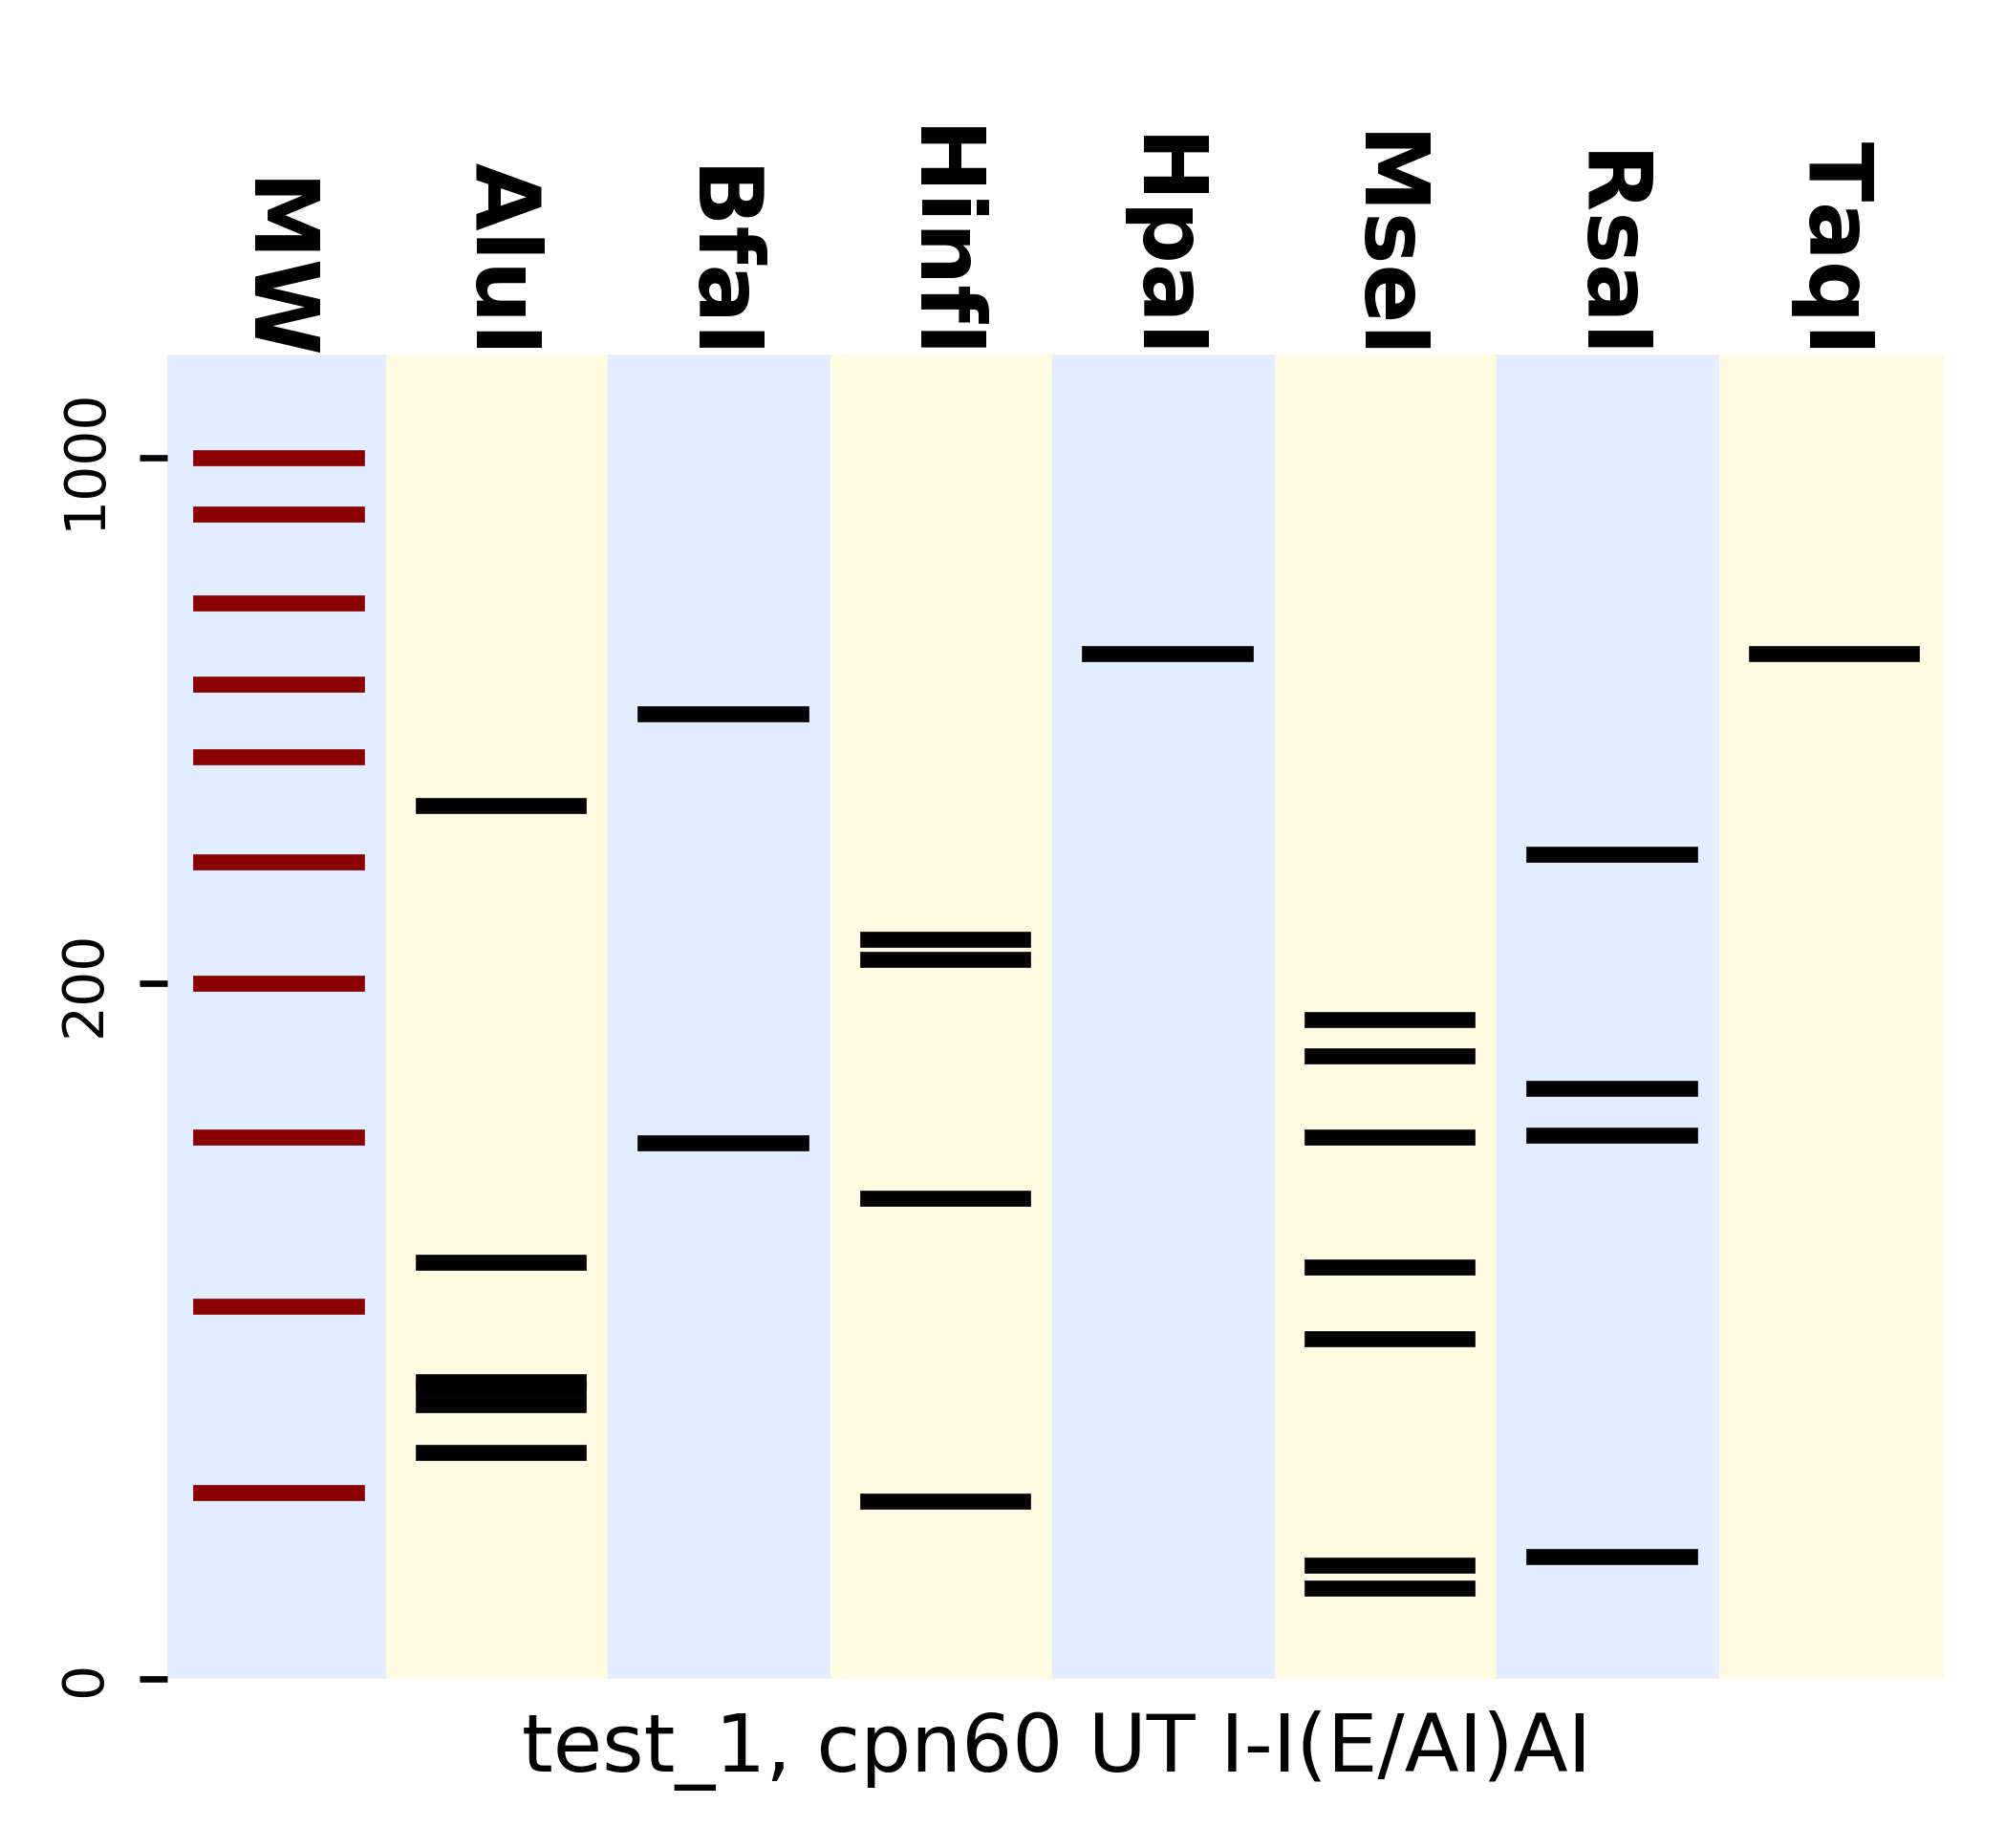 MW
AluI
BfaI
HinfI
HpaI
MseI
RsaI
TaqI
1000
200
0
test_1, cpn60 UT I-I(E/AI)AI